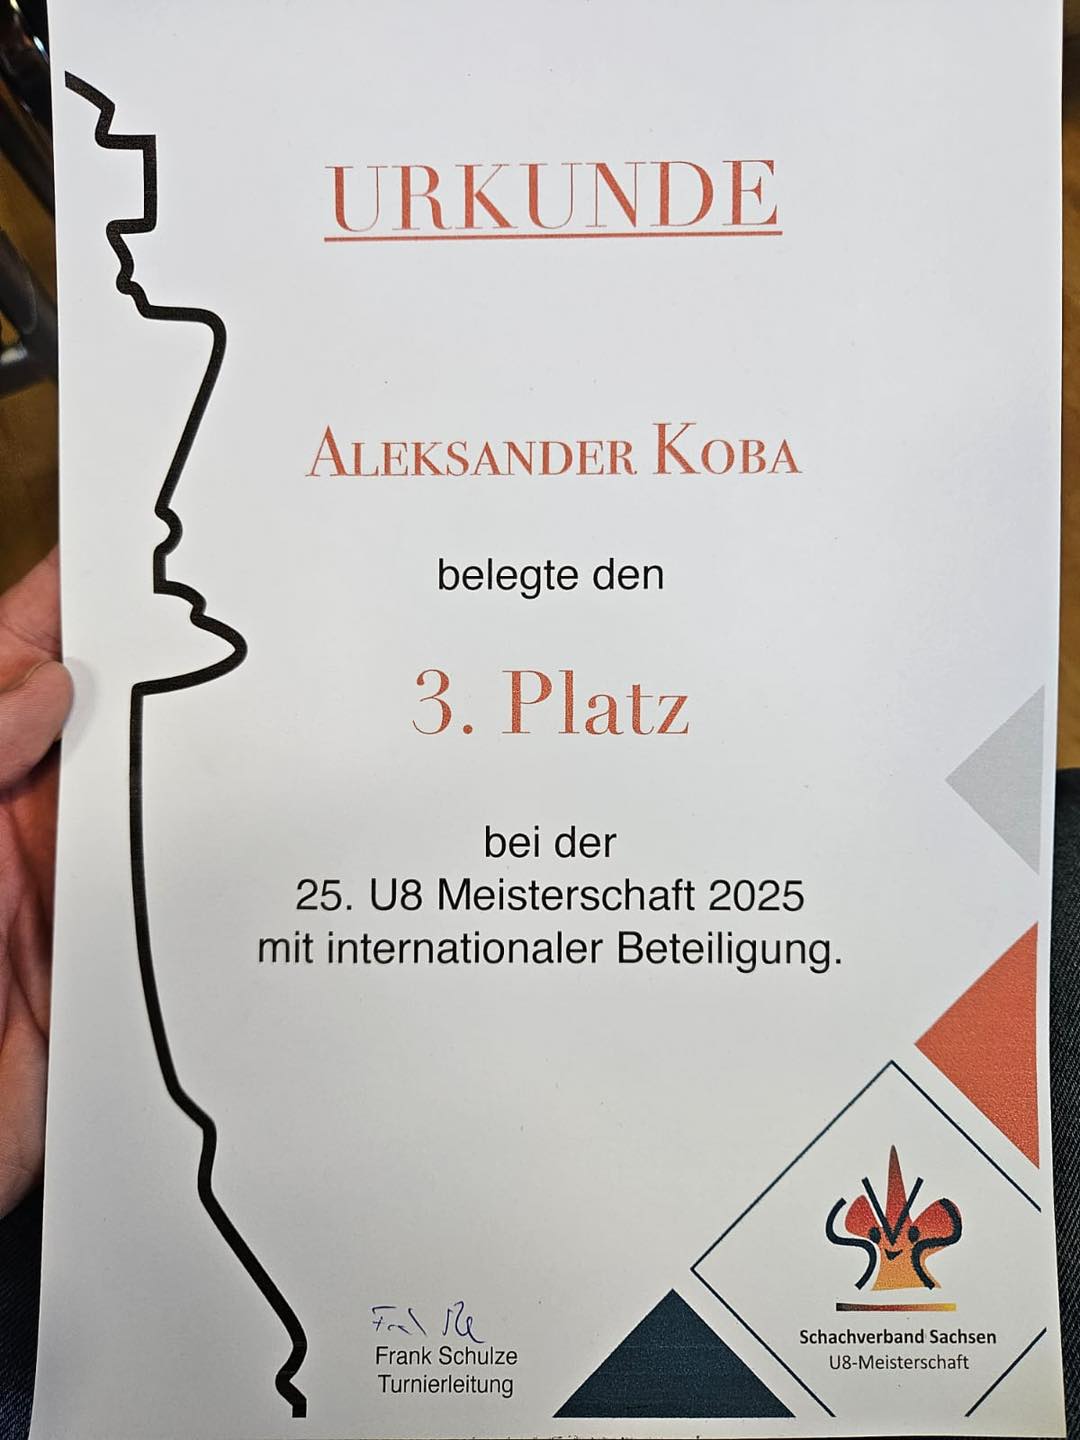 URKUNDE
ALEKSANDER KOBA
belegte den
3. Platz
bei der
25. U8 Meisterschaft 2025
mit internationaler Beteiligung.
Frank Schulze
Turnierleitung
SVS
Schachverband Sachsen
U8-Meisterschaft